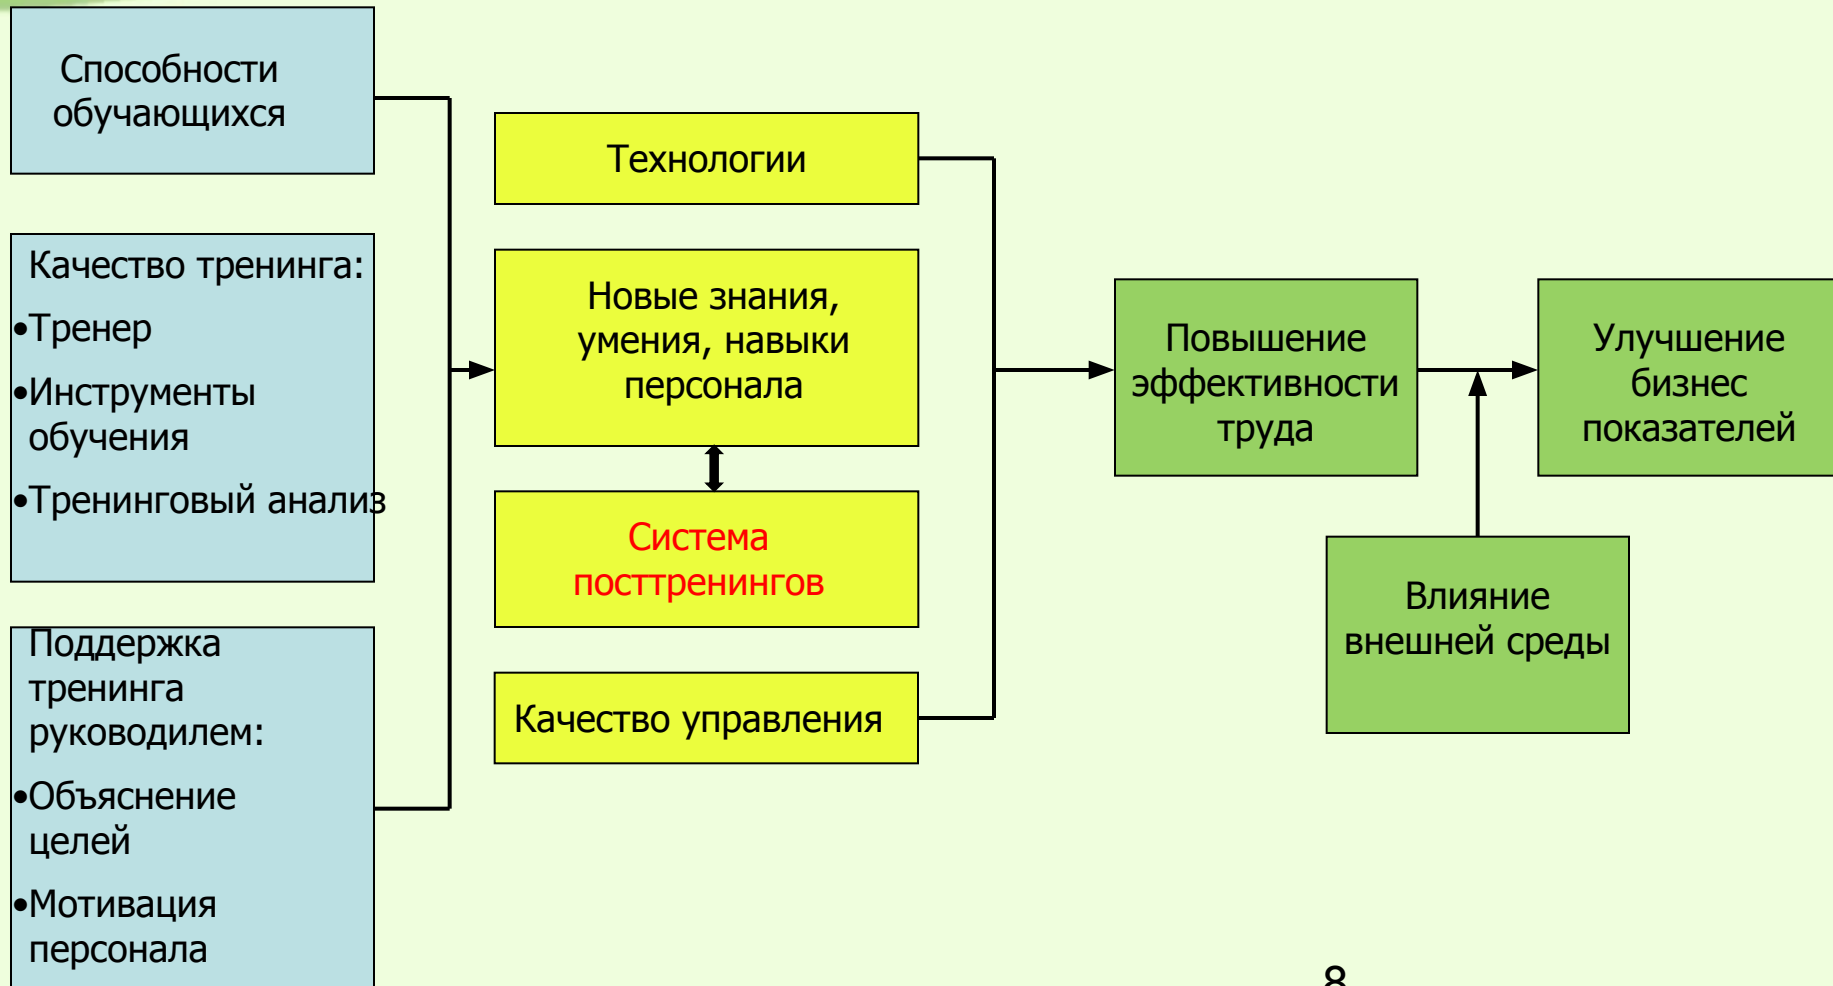 Способности
обучающихся
Качество тренинга:
•Тренер
•Инструменты
обучения
•Тренинговый анализ
Поддержка
тренинга
руководилем:
•Объяснение
целей
•Мотивация
персонала
Технологии
Новые знания,
умения, навыки
персонала
Система
посттренингов
Качество управления
Повышение
эффективности
труда
Улучшение
бизнес
показателей
Влияние
внешней среды
8